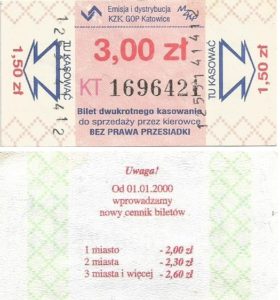 Emisja i dystrybucja
KZK GOP Katowice
1,50 zł
TU KASOWAĆ
3,00 zł
KT 1696421
TU KASOWAĆ
1,50 zł
Bilet dwukrotnego kasowania
do sprzedaży przez kierowcę
BEZ PRAWA PRZESIADKI
Uwaga!
Od 01.01.2000
wprowadzamy
nowy cennik biletów
1 miasto - 2,00 zł
2 miasta - 2,30 zł
3 miasta i więcej - 2,60 zł